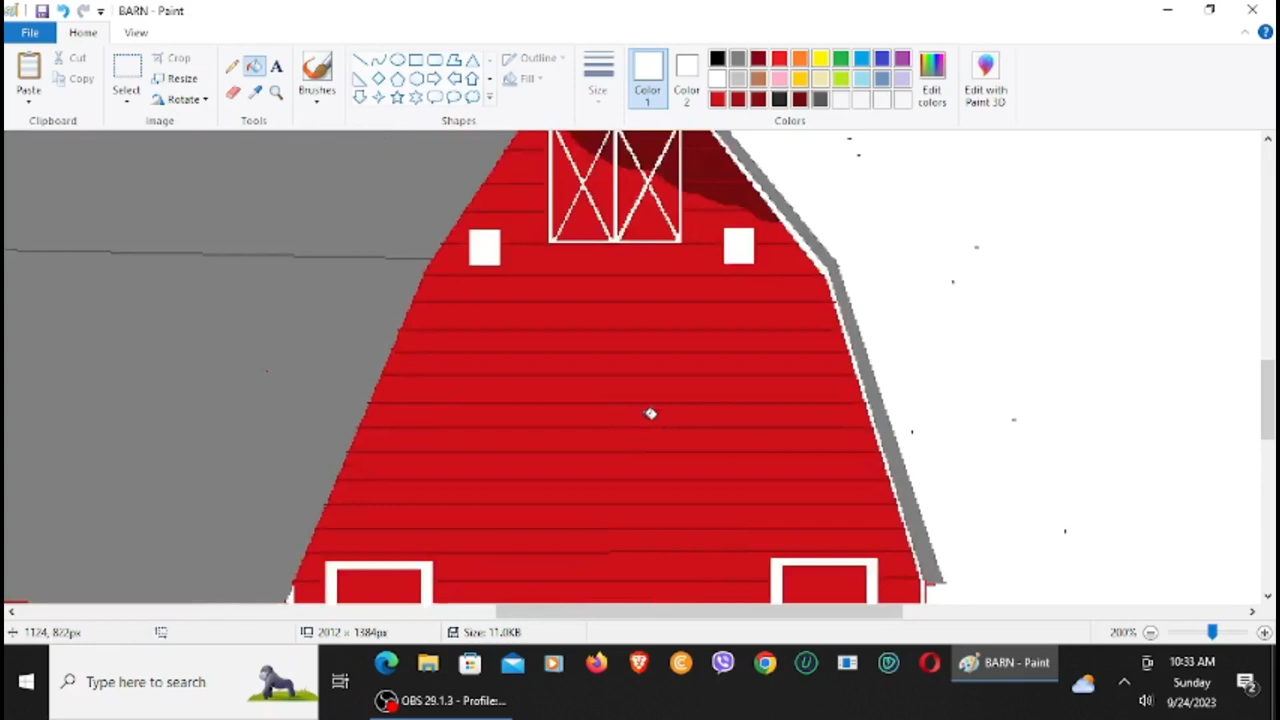 BARN - Paint
File Home View
Paste Cut Copy
Clipboard
Select Crop Resize Rotate
Image
A
Tools
Brushes
Outline Fill
Shapes
Size
Color 1 Color 2
Edit colors
Edit with Paint 3D
Colors
1124, 822px 2012 × 1384px Size: 11.0KB 200%
Type here to search
BARN - Paint
OBS 29.1.3 - Profile:...
10:33 AM
Sunday
9/24/2023
2